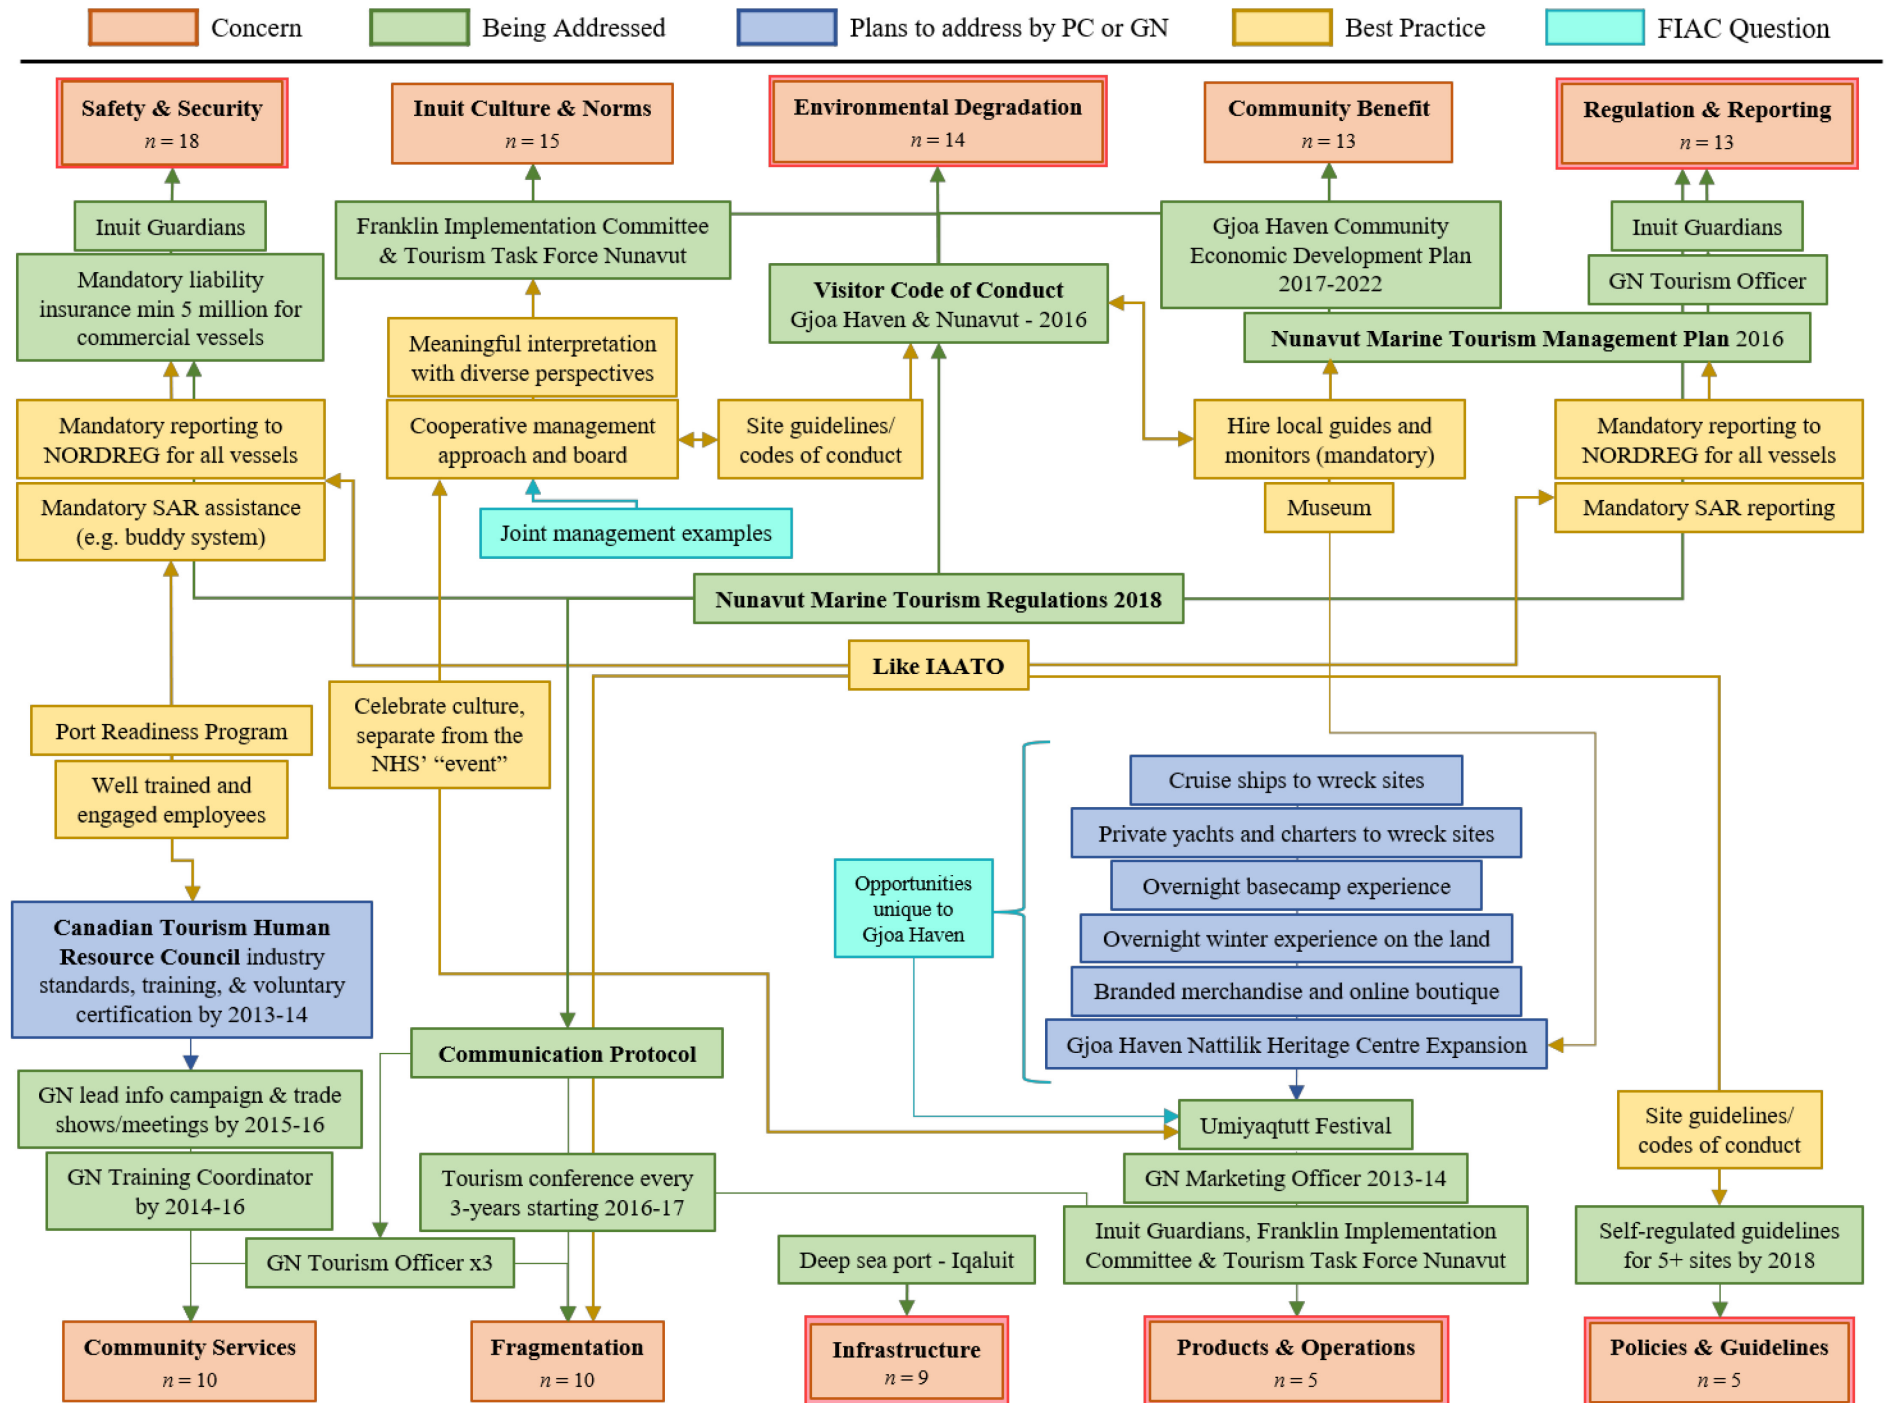 Concern
Being Addressed
Plans to address by PC or GN
Best Practice
FIAC Question
Safety & Security
n = 18
Inuit Culture & Norms
n = 15
Environmental Degradation
n = 14
Community Benefit
n = 13
Regulation & Reporting
n = 13
Inuit Guardians
Mandatory liability
insurance min 5 million for
commercial vessels
Franklin Implementation Committee
& Tourism Task Force Nunavut
Visitor Code of Conduct
Gjoa Haven & Nunavut - 2016
Gjoa Haven Community
Economic Development Plan
2017-2022
Inuit Guardians
GN Tourism Officer
Nunavut Marine Tourism Management Plan 2016
Meaningful interpretation
with diverse perspectives
Mandatory reporting to
NORDREG for all vessels
Mandatory SAR assistance
(e.g. buddy system)
Cooperative management
approach and board
Site guidelines/
codes of conduct
Hire local guides and
monitors (mandatory)
Museum
Mandatory reporting to
NORDREG for all vessels
Mandatory SAR reporting
Joint management examples
Nunavut Marine Tourism Regulations 2018
Like IAATO
Port Readiness Program
Well trained and
engaged employees
Celebrate culture,
separate from the
NHS’ “event”
Cruise ships to wreck sites
Private yachts and charters to wreck sites
Overnight basecamp experience
Overnight winter experience on the land
Branded merchandise and online boutique
Gjoa Haven Nattilik Heritage Centre Expansion
Opportunities
unique to
Gjoa Haven
Canadian Tourism Human
Resource Council industry
standards, training, & voluntary
certification by 2013-14
Communication Protocol
GN lead info campaign & trade
shows/meetings by 2015-16
GN Training Coordinator
by 2014-16
GN Tourism Officer x3
Tourism conference every
3-years starting 2016-17
Umiyaqtutt Festival
GN Marketing Officer 2013-14
Inuit Guardians, Franklin Implementation
Committee & Tourism Task Force Nunavut
Deep sea port - Iqaluit
Site guidelines/
codes of conduct
Self-regulated guidelines
for 5+ sites by 2018
Community Services
n = 10
Fragmentation
n = 10
Infrastructure
n = 9
Products & Operations
n = 5
Policies & Guidelines
n = 5